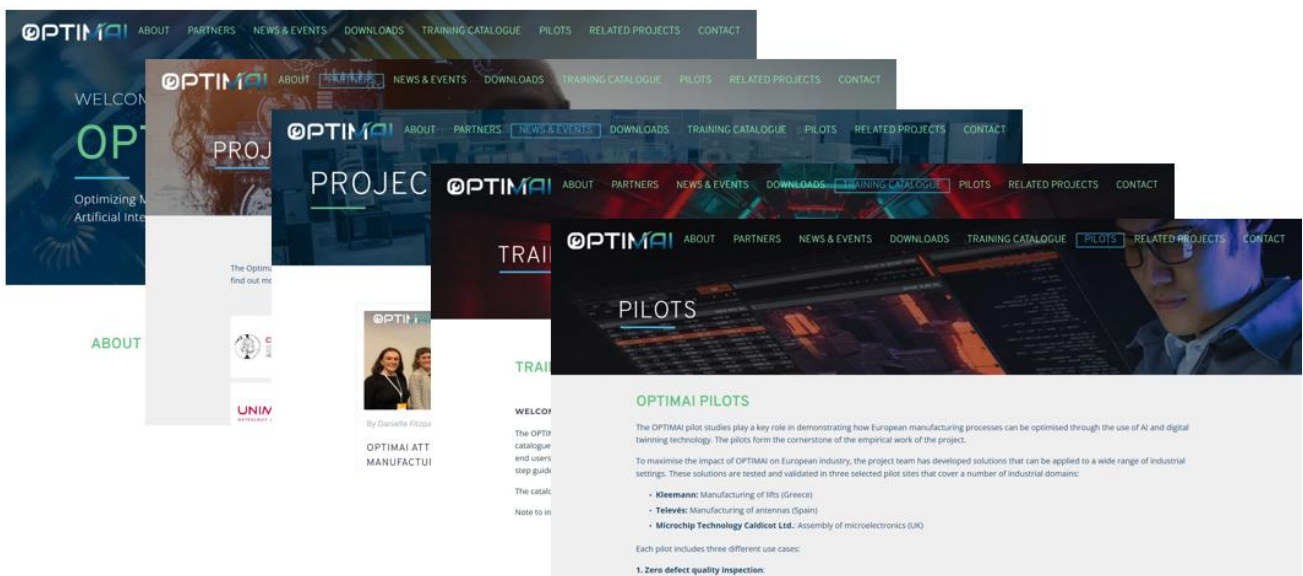 OPTIMAI ABOUT PARTNERS NEWS & EVENTS DOWNLOADS TRAINING CATALOGUE PILOTS RELATED PROJECTS CONTACT
WELCOM
OP
Optimizing M
Artificial Inte
ABOUT
OPTIMAI ABOUT PARTNERS NEWS & EVENTS DOWNLOADS TRAINING CATALOGUE PILOTS RELATED PROJECTS CONTACT
PROJ
The Optima
find out mo
UNIM
OPTIMAI ABOUT PARTNERS NEWS & EVENTS DOWNLOADS TRAINING CATALOGUE PILOTS RELATED PROJECTS CONTACT
PROJEC
OPTIMAI
By Danielle Fitzpa
OPTIMAI ATT
MANUFACTUR
OPTIMAI ABOUT PARTNERS NEWS & EVENTS DOWNLOADS TRAINING CATALOGUE PILOTS RELATED PROJECTS CONTACT
TRAI
TRAI
WELCOM
The OPTIM
catalogue
end users
step guide
The catalo
Note to in
OPTIMAI ABOUT PARTNERS NEWS & EVENTS DOWNLOADS TRAINING CATALOGUE PILOTS RELATED PROJECTS CONTACT
PILOTS
OPTIMAI PILOTS
The OPTIMAI pilot studies play a key role in demonstrating how European manufacturing processes can be optimised through the use of AI and digital
twinning technology. The pilots form the cornerstone of the empirical work of the project.
To maximise the impact of OPTIMAI on European industry, the project team has developed solutions that can be applied to a wide range of industrial
settings. These solutions are tested and validated in three selected pilot sites that cover a number of industrial domains:
• Kleemann: Manufacturing of lifts (Greece)
• Televés: Manufacturing of antennas (Spain)
• Microchip Technology Caldicot Ltd.: Assembly of microelectronics (UK)
Each pilot includes three different use cases:
1. Zero defect quality inspection: